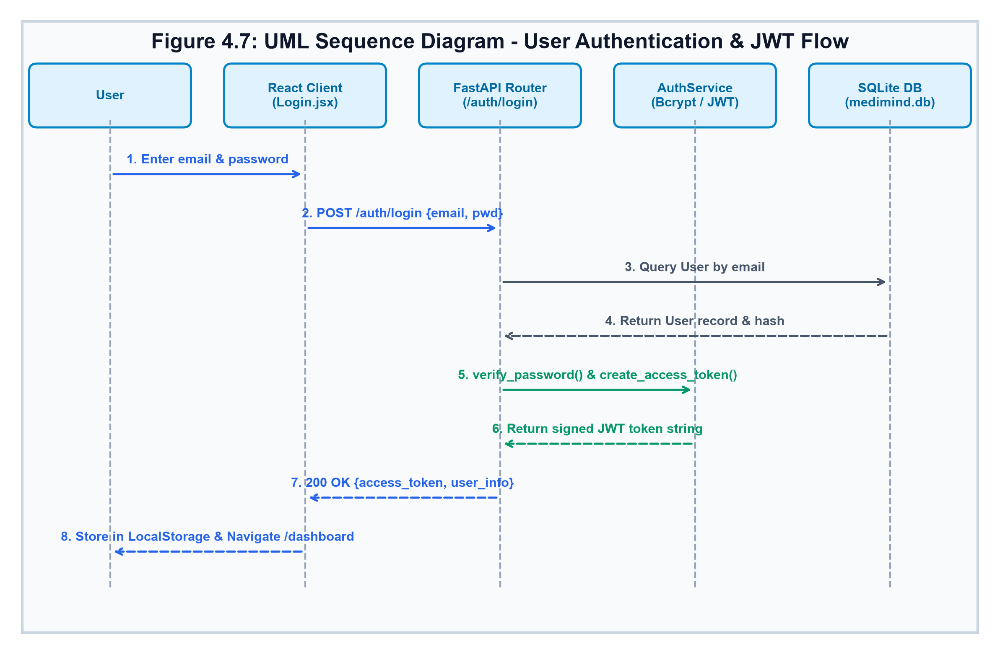 Figure 4.7: UML Sequence Diagram - User Authentication & JWT Flow
User
React Client
(Login.jsx)
FastAPI Router
(/auth/login)
AuthService
(Bcrypt / JWT)
SQLite DB
(medimind.db)
1. Enter email & password
2. POST /auth/login {email, pwd}
3. Query User by email
4. Return User record & hash
5. verify_password() & create_access_token()
6. Return signed JWT token string
7. 200 OK {access_token, user_info}
8. Store in LocalStorage & Navigate /dashboard